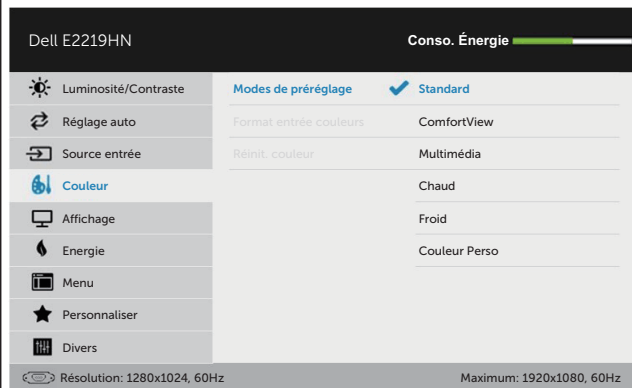 Dell E2219HN
Conso. Énergie
Luminosité/Contraste
Modes de préréglage
Standard
Réglage auto
Format entrée couleurs
ComfortView
Source entrée
Réinit. couleur
Multimédia
Couleur
Chaud
Affichage
Froid
Energie
Couleur Perso
Menu
Personnaliser
Divers
Résolution: 1280x1024, 60Hz
Maximum: 1920x1080, 60Hz